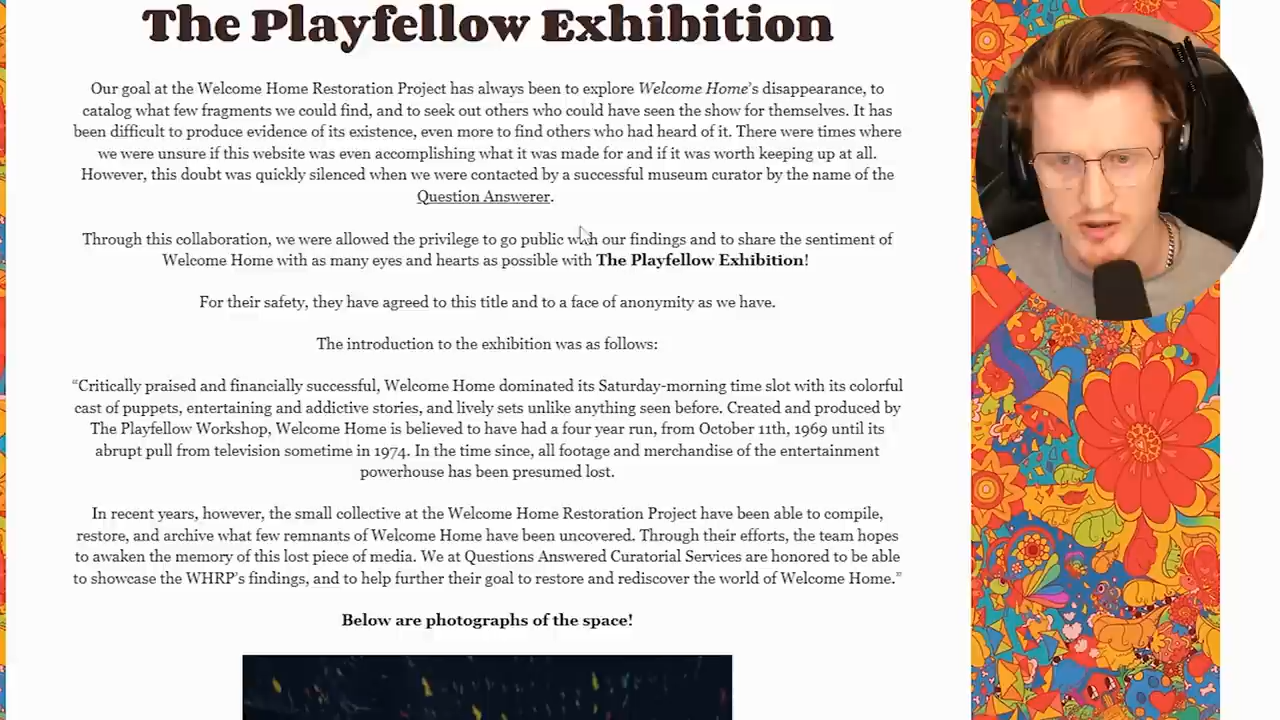 The Playfellow Exhibition
Our goal at the Welcome Home Restoration Project has always been to explore Welcome Home's disappearance, to
catalog what few fragments we could find, and to seek out others who could have seen the show for themselves. It has
been difficult to produce evidence of its existence, even more to find others who had heard of it. There were times where
we were unsure if this website was even accomplishing what it was made for and if it was worth keeping up at all.
However, this doubt was quickly silenced when we were contacted by a successful museum curator by the name of the
Question Answerer.
Through this collaboration, we were allowed the privilege to go public with our findings and to share the sentiment of
Welcome Home with as many eyes and hearts as possible with The Playfellow Exhibition!
For their safety, they have agreed to this title and to a face of anonymity as we have.
The introduction to the exhibition was as follows:
“Critically praised and financially successful, Welcome Home dominated its Saturday-morning time slot with its colorful
cast of puppets, entertaining and addictive stories, and lively sets unlike anything seen before. Created and produced by
The Playfellow Workshop, Welcome Home is believed to have had a four year run, from October 11th, 1969 until its
abrupt pull from television sometime in 1974. In the time since, all footage and merchandise of the entertainment
powerhouse has been presumed lost.
In recent years, however, the small collective at the Welcome Home Restoration Project have been able to compile,
restore, and archive what few remnants of Welcome Home have been uncovered. Through their efforts, the team hopes
to awaken the memory of this lost piece of media. We at Questions Answered Curatorial Services are honored to be able
to showcase the WHRP's findings, and to help further their goal to restore and rediscover the world of Welcome Home.”
Below are photographs of the space!